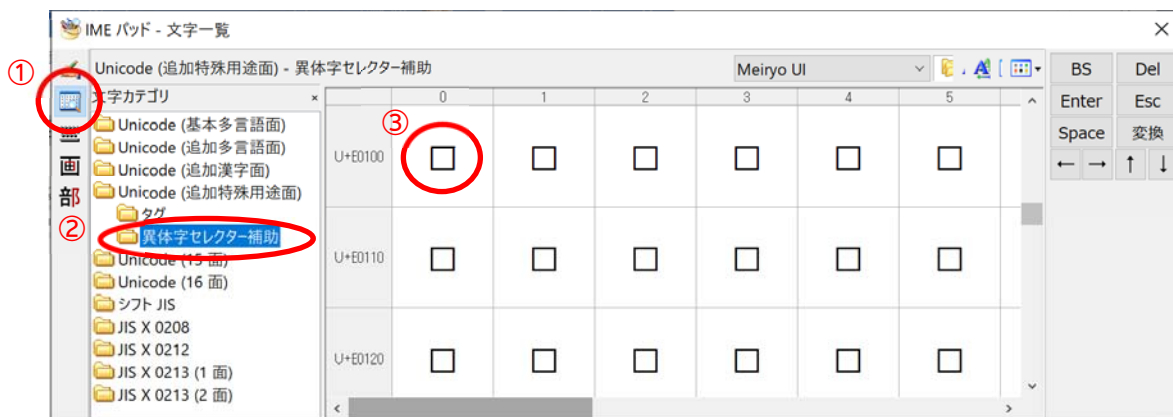 IME パッド - 文字一覧
①
Unicode (追加特殊用途面) - 異体字セレクター補助
Meiryo UI
BS Del
文字カテゴリ
0 1 2 3 4 5
Enter Esc
Unicode (基本多言語面)
③
Space 変換
Unicode (追加多言語面)
← → ↑ ↓
画
Unicode (追加漢字面)
U+E0100
部
Unicode (追加特殊用途面)
タグ
②
異体字セレクター補助
Unicode (15 面)
U+E0110
Unicode (16 面)
シフト JIS
JIS X 0208
JIS X 0212
U+E0120
JIS X 0213 (1 面)
JIS X 0213 (2 面)